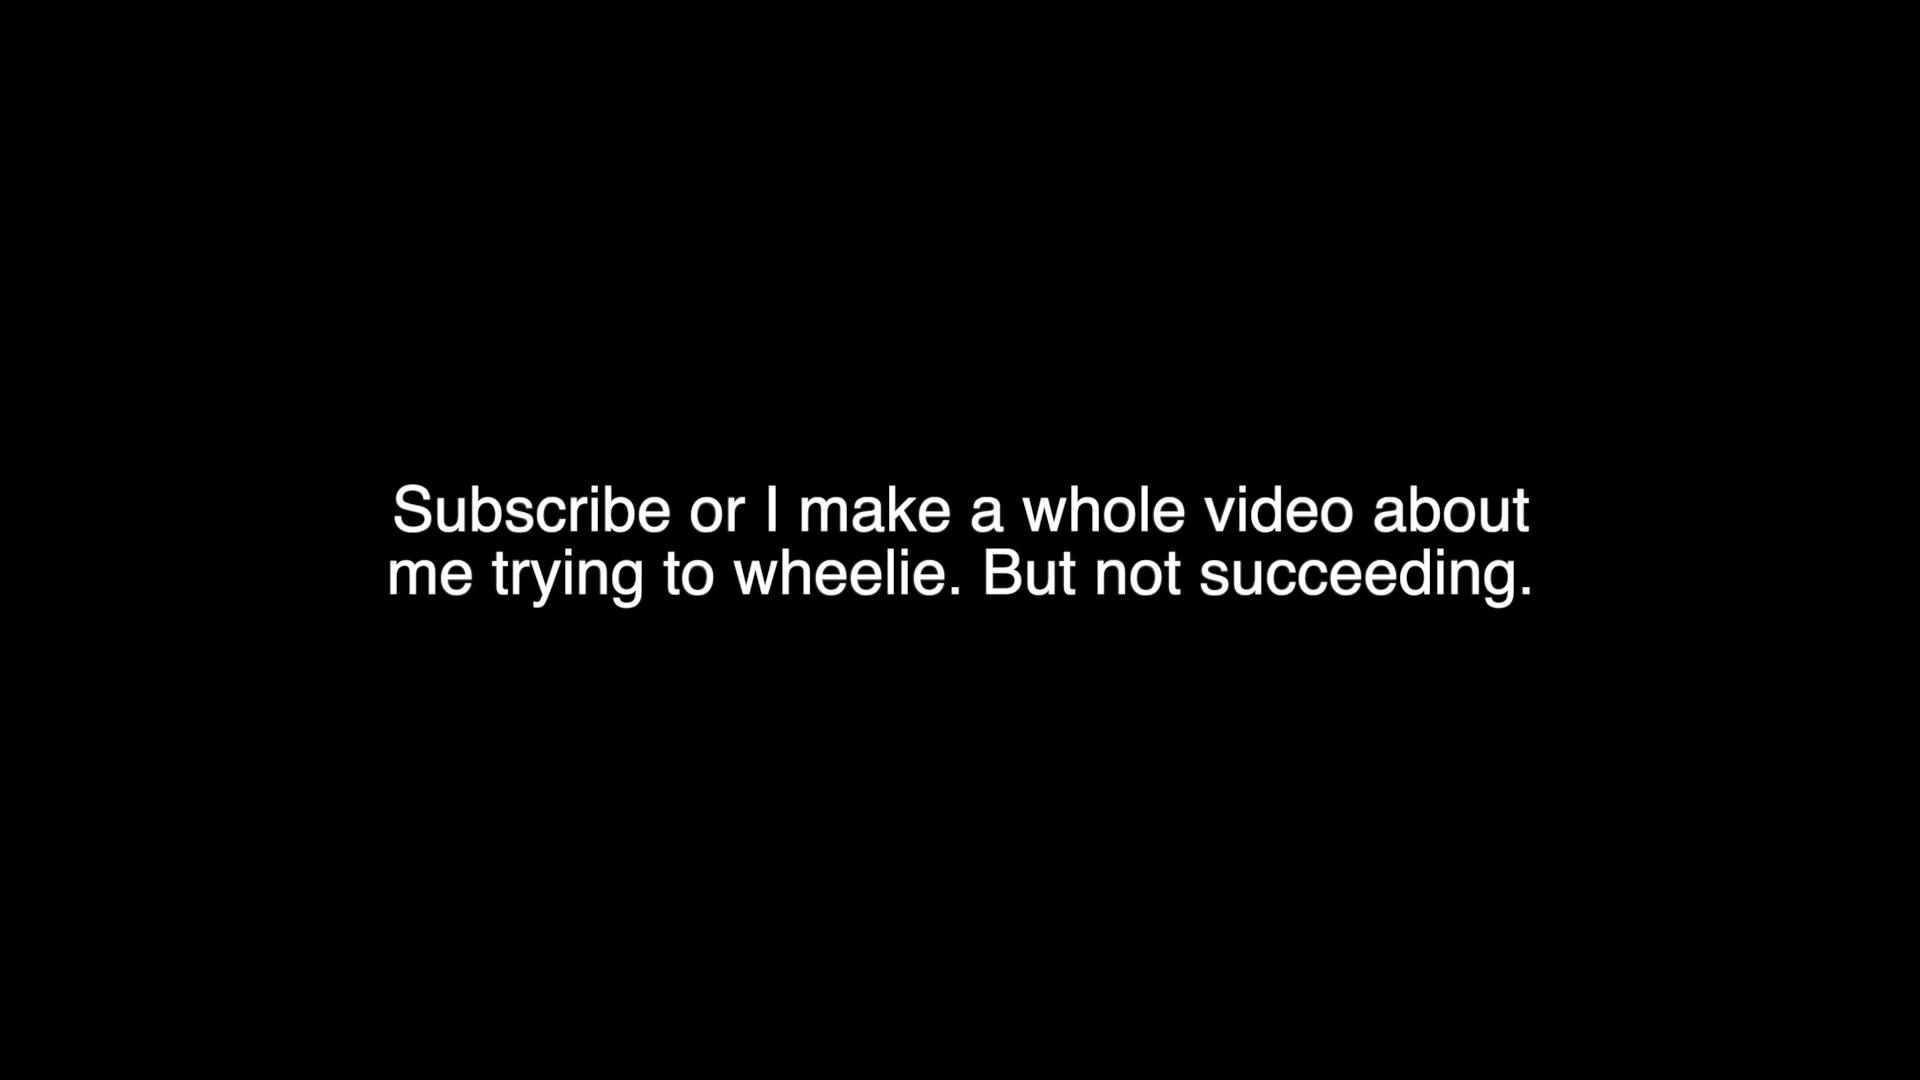 Subscribe or I make a whole video about
me trying to wheelie. But not succeeding.